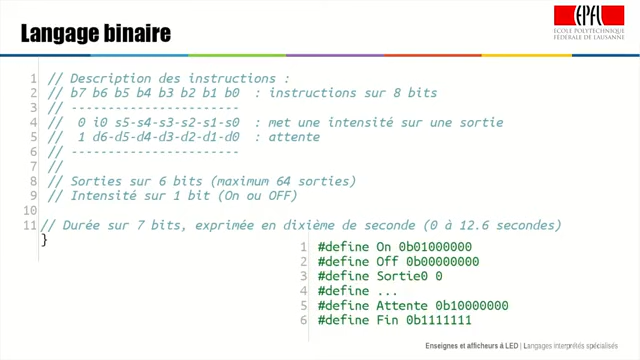 Langage binaire
EPFL
ECOLE POLYTECHNIQUE
FÉDÉRALE DE LAUSANNE
1 // Description des instructions :
2 // b7 b6 b5 b4 b3 b2 b1 b0 : instructions sur 8 bits
3 // -----------------------
4 // 0 i0 s5-s4-s3-s2-s1-s0 : met une intensité sur une sortie
5 // 1 d6-d5-d4-d3-d2-d1-d0 : attente
6 // -----------------------
7 //
8 // Sorties sur 6 bits (maximum 64 sorties)
9 // Intensité sur 1 bit (On ou OFF)
10
11 // Durée sur 7 bits, exprimée en dixième de seconde (0 à 12.6 secondes)
}
1 #define On 0b01000000
2 #define Off 0b00000000
3 #define Sortie0 0
4 #define ...
5 #define Attente 0b10000000
6 #define Fin 0b1111111
Enseignes et afficheurs à LED | Langages interprétés spécialisés